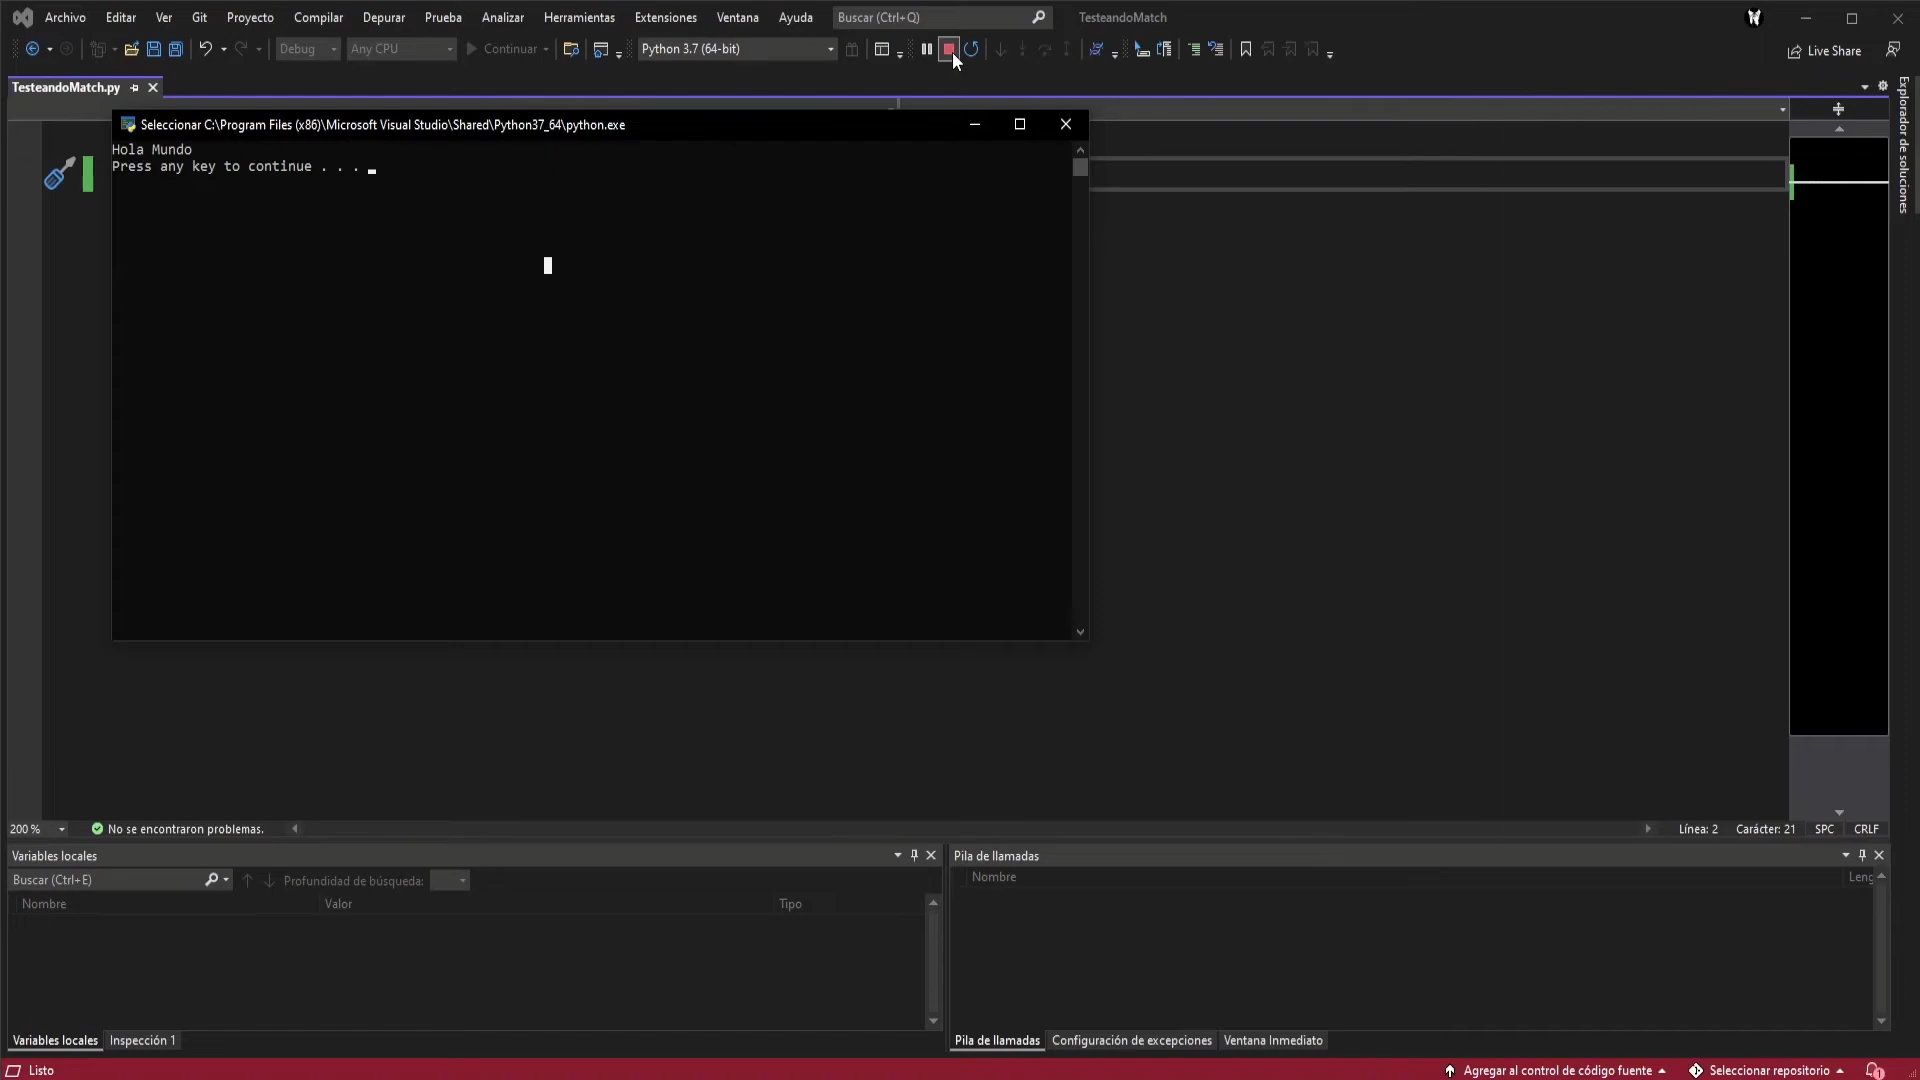 Archivo Editar Ver Git Proyecto Compilar Depurar Prueba Analizar Herramientas Extensiones Ventana Ayuda Buscar (Ctrl+Q) TesteandoMatch
Debug Any CPU Continuar Python 3.7 (64-bit) Live Share
TesteandoMatch.py
Explorador de soluciones
Seleccionar C:\Program Files (x86)\Microsoft Visual Studio\Shared\Python37_64\python.exe
Hola Mundo
Press any key to continue . . .
200 % No se encontraron problemas. Línea: 2 Carácter: 21 SPC CRLF
Variables locales
Buscar (Ctrl+E) Profundidad de búsqueda:
Nombre Valor Tipo
Variables locales Inspección 1
Pila de llamadas
Nombre Leng
Pila de llamadas Configuración de excepciones Ventana Inmediato
Listo Agregar al control de código fuente Seleccionar repositorio 1